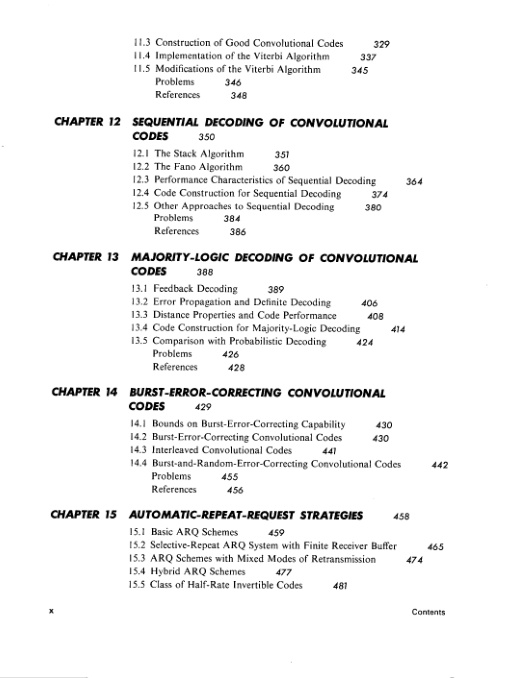 11.3 Construction of Good Convolutional Codes 329
11.4 Implementation of the Viterbi Algorithm 337
11.5 Modifications of the Viterbi Algorithm 345
Problems 346
References 348
CHAPTER 12 SEQUENTIAL DECODING OF CONVOLUTIONAL
CODES 350
12.1 The Stack Algorithm 351
12.2 The Fano Algorithm 360
12.3 Performance Characteristics of Sequential Decoding 364
12.4 Code Construction for Sequential Decoding 374
12.5 Other Approaches to Sequential Decoding 380
Problems 384
References 386
CHAPTER 13 MAJORITY-LOGIC DECODING OF CONVOLUTIONAL
CODES 388
13.1 Feedback Decoding 389
13.2 Error Propagation and Definite Decoding 406
13.3 Distance Properties and Code Performance 408
13.4 Code Construction for Majority-Logic Decoding 414
13.5 Comparison with Probabilistic Decoding 424
Problems 426
References 428
CHAPTER 14 BURST-ERROR-CORRECTING CONVOLUTIONAL
CODES 429
14.1 Bounds on Burst-Error-Correcting Capability 430
14.2 Burst-Error-Correcting Convolutional Codes 430
14.3 Interleaved Convolutional Codes 441
14.4 Burst-and-Random-Error-Correcting Convolutional Codes 442
Problems 455
References 456
CHAPTER 15 AUTOMATIC-REPEAT-REQUEST STRATEGIES 458
15.1 Basic ARQ Schemes 459
15.2 Selective-Repeat ARQ System with Finite Receiver Buffer 465
15.3 ARQ Schemes with Mixed Modes of Retransmission 474
15.4 Hybrid ARQ Schemes 477
15.5 Class of Half-Rate Invertible Codes 481
x Contents